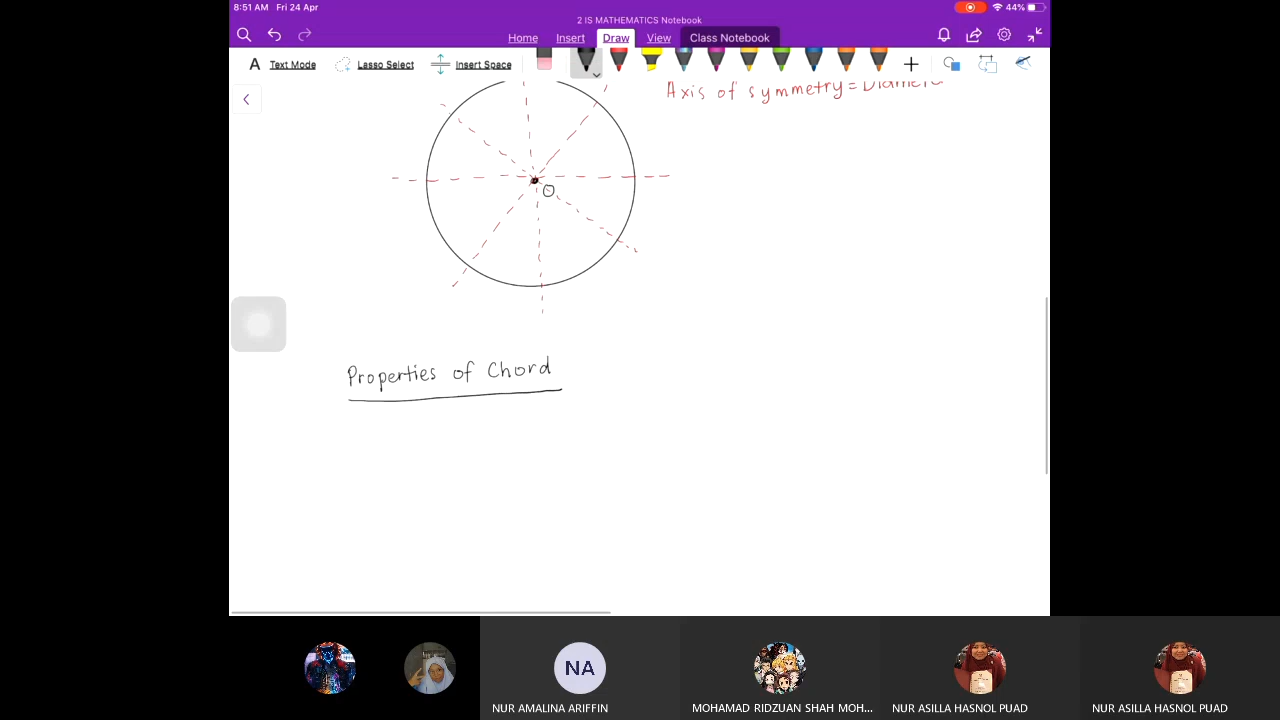 8:51 AM Fri 24 Apr
44%
2 IS MATHEMATICS Notebook
Home Insert Draw View Class Notebook
A Text Mode Lasso Select Insert Space
Axis of symmetry =
O
Properties of Chord
NA
NUR AMALINA ARIFFIN
MOHAMAD RIDZUAN SHAH MOH...
NUR ASILLA HASNOL PUAD
NUR ASILLA HASNOL PUAD